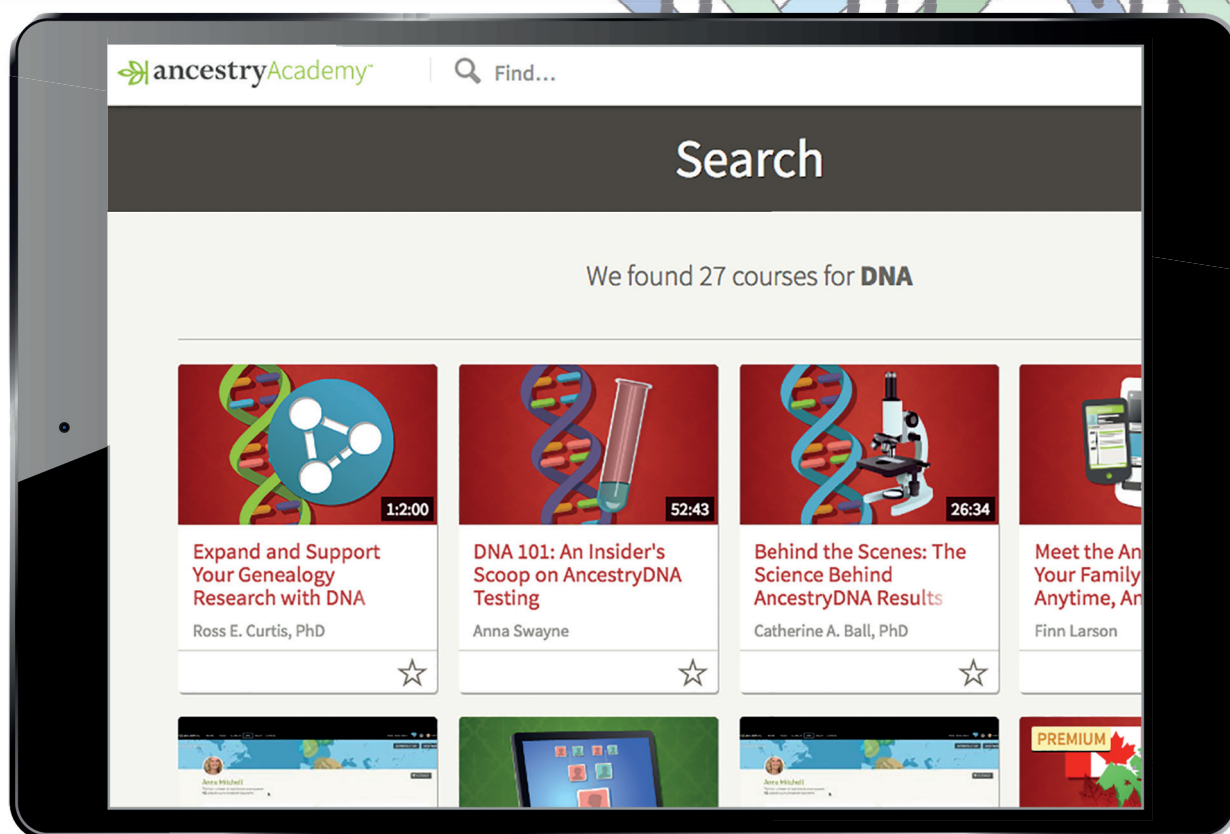 ancestryAcademy™
Find...
Search
We found 27 courses for DNA
1:2:00
52:43
26:34
Expand and Support
Your Genealogy
Research with DNA
Ross E. Curtis, PhD
DNA 101: An Insider's
Scoop on AncestryDNA
Testing
Anna Swayne
Behind the Scenes: The
Science Behind
AncestryDNA Results
Catherine A. Ball, PhD
Meet the An
Your Family
Anytime, An
Finn Larson
Anna Mitchell
Anna Mitchell
PREMIUM